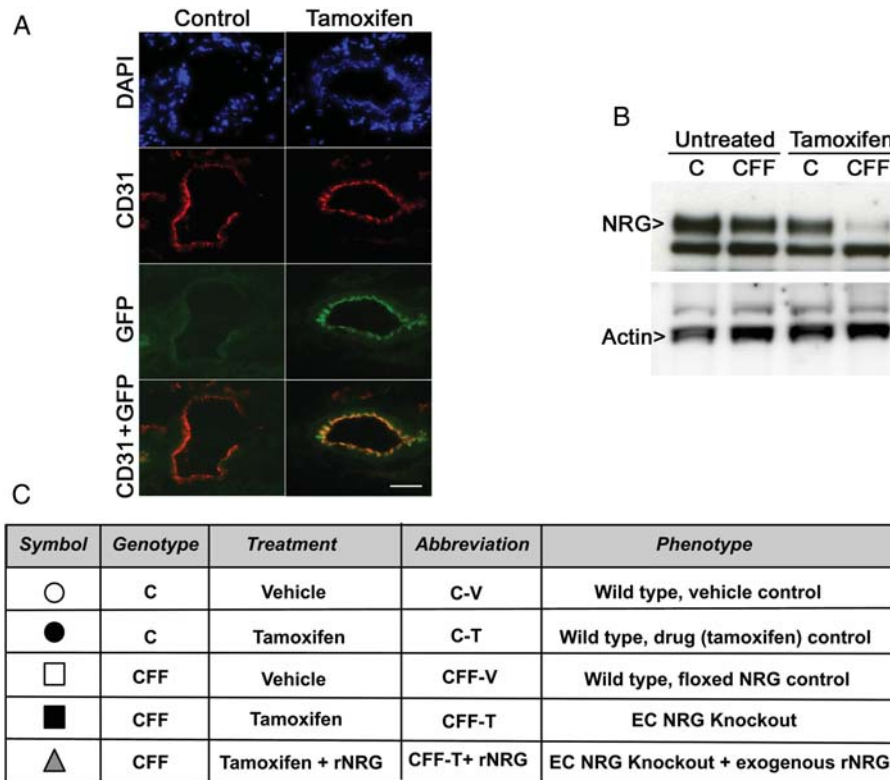 A
Control Tamoxifen
DAPI
CD31
GFP
CD31+GFP
B
Untreated Tamoxifen
C CFF C CFF
NRG>
Actin>
C
Symbol Genotype Treatment Abbreviation Phenotype
C Vehicle C-V Wild type, vehicle control
C Tamoxifen C-T Wild type, drug (tamoxifen) control
CFF Vehicle CFF-V Wild type, floxed NRG control
CFF Tamoxifen CFF-T EC NRG Knockout
CFF Tamoxifen + rNRG CFF-T+ rNRG EC NRG Knockout + exogenous rNRG